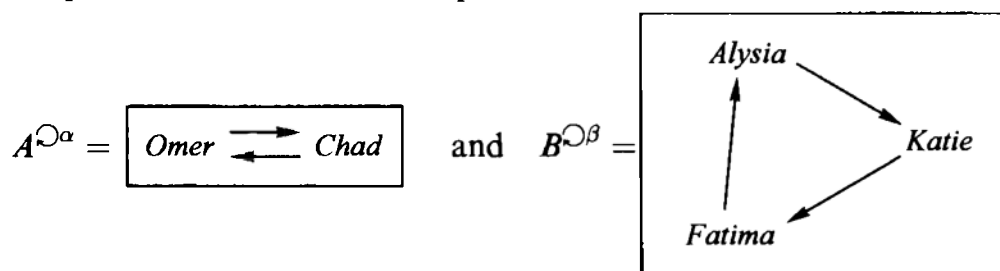 Alysia
A^{↻α} = Omer ⇄ Chad and B^{↻β} = Katie
Fatima